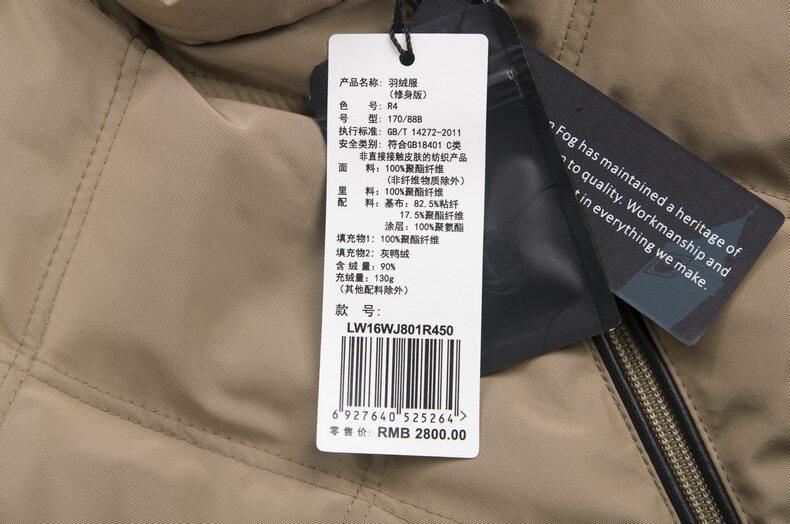 产品名称: 羽绒服
(修身版)
色 号: R4
号 型: 170/88B
执行标准: GB/T 14272-2011
安全类别: 符合GB18401 C类
非直接接触皮肤的纺织产品
面 料: 100%聚酯纤维
(非纤维物质除外)
里 料: 100%聚酯纤维
配 料: 基布: 82.5%粘纤
17.5%聚酯纤维
涂层: 100%聚氨酯
填充物1: 100%聚酯纤维
填充物2: 灰鸭绒
含 绒 量: 90%
充绒量: 130g
(其他配料除外)
款 号:
LW16WJ801R450
6 927640 525264 >
零 售 价: RMB 2800.00
Fog has maintained a heritage of
to quality. Workmanship and
in everything we make.